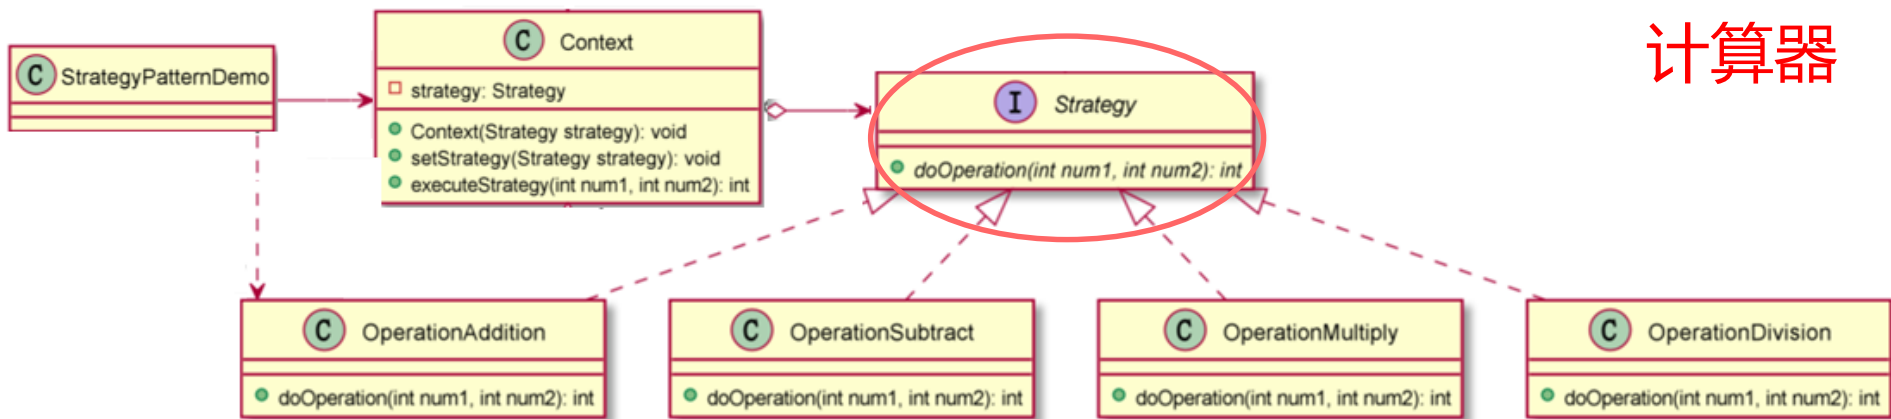 计算器
C StrategyPatternDemo
C Context
strategy: Strategy
Context(Strategy strategy): void
setStrategy(Strategy strategy): void
executeStrategy(int num1, int num2): int
I Strategy
doOperation(int num1, int num2): int
C OperationAddition
doOperation(int num1, int num2): int
C OperationSubtract
doOperation(int num1, int num2): int
C OperationMultiply
doOperation(int num1, int num2): int
C OperationDivision
doOperation(int num1, int num2): int